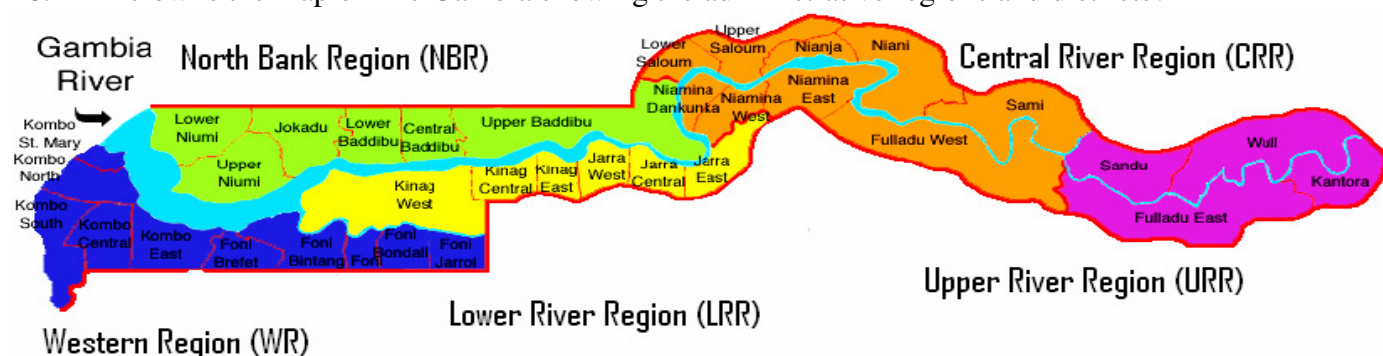 Gambia
River
North Bank Region (NBR)
Central River Region (CRR)
Upper River Region (URR)
Lower River Region (LRR)
Western Region (WR)
Kombo
St. Mary
Kombo
North
Kombo
South
Kombo
Central
Kombo
East
Foni
Brefet
Foni
Bintang
Foni
Foni
Bondali
Foni
Jarrol
Lower
Niumi
Upper
Niumi
Jokadu
Lower
Baddibu
Central
Baddibu
Upper Baddibu
Kinag
West
Kinag
Central
Kinag
East
Jarra
West
Jarra
Central
Jarra
East
Lower
Saloum
Upper
Saloum
Nianja
Niani
Niamina
Dankunka
Niamina
West
Niamina
East
Fulladu West
Sami
Sandu
Wull
Kantora
Fulladu East